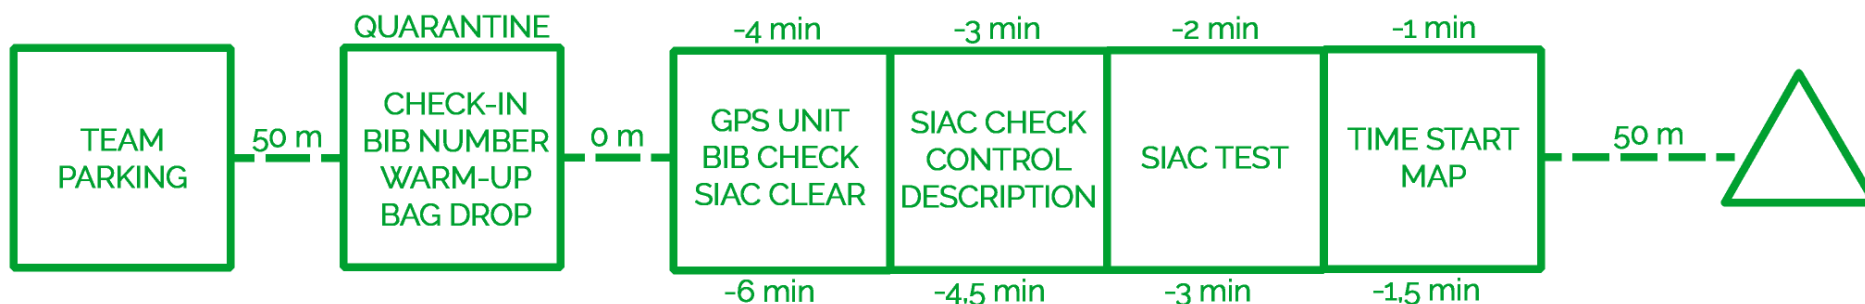 TEAM
PARKING
50 m
QUARANTINE
CHECK-IN
BIB NUMBER
WARM-UP
BAG DROP
0 m
-4 min
GPS UNIT
BIB CHECK
SIAC CLEAR
-6 min
-3 min
SIAC CHECK
CONTROL
DESCRIPTION
-4,5 min
-2 min
SIAC TEST
-3 min
-1 min
TIME START
MAP
-1,5 min
50 m